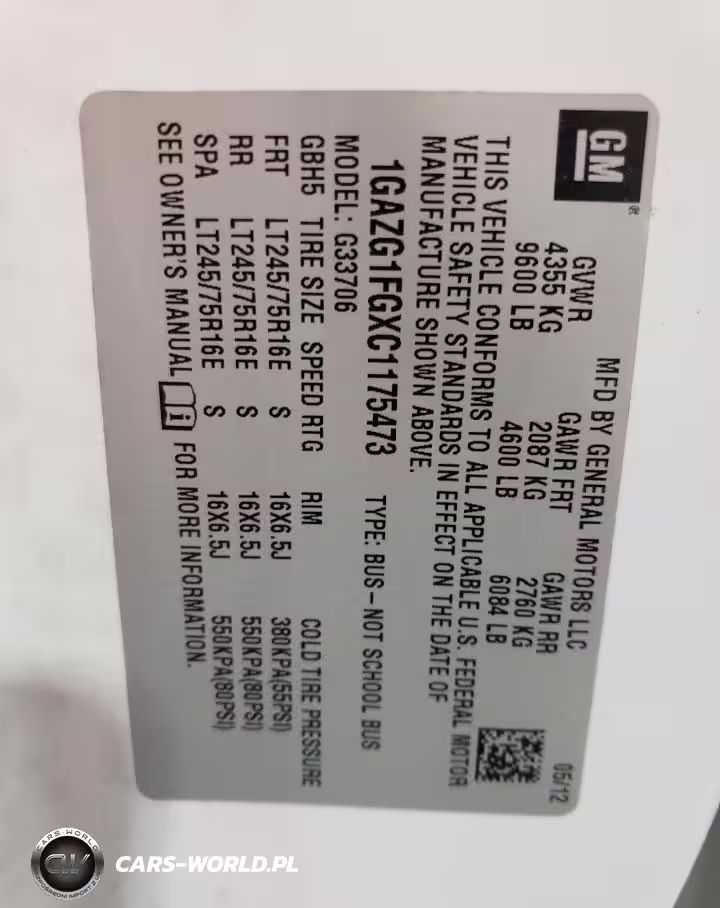 GM®
MFD BY GENERAL MOTORS LLC 05/12
GVWR GAWR FRT GAWR RR
4355 KG 2087 KG 2760 KG
9600 LB 4600 LB 6084 LB
THIS VEHICLE CONFORMS TO ALL APPLICABLE U.S. FEDERAL MOTOR
VEHICLE SAFETY STANDARDS IN EFFECT ON THE DATE OF
MANUFACTURE SHOWN ABOVE.
1GAZG1FGXC1175473 TYPE: BUS–NOT SCHOOL BUS
MODEL: G33706
GBH5 TIRE SIZE SPEED RTG RIM COLD TIRE PRESSURE
FRT LT245/75R16E S 16X6.5J 380KPA(55PSI)
RR LT245/75R16E S 16X6.5J 550KPA(80PSI)
SPA LT245/75R16E S 16X6.5J 550KPA(80PSI)
SEE OWNER'S MANUAL i FOR MORE INFORMATION.
CARS-WORLD
CW
CARS-WORLD.PL